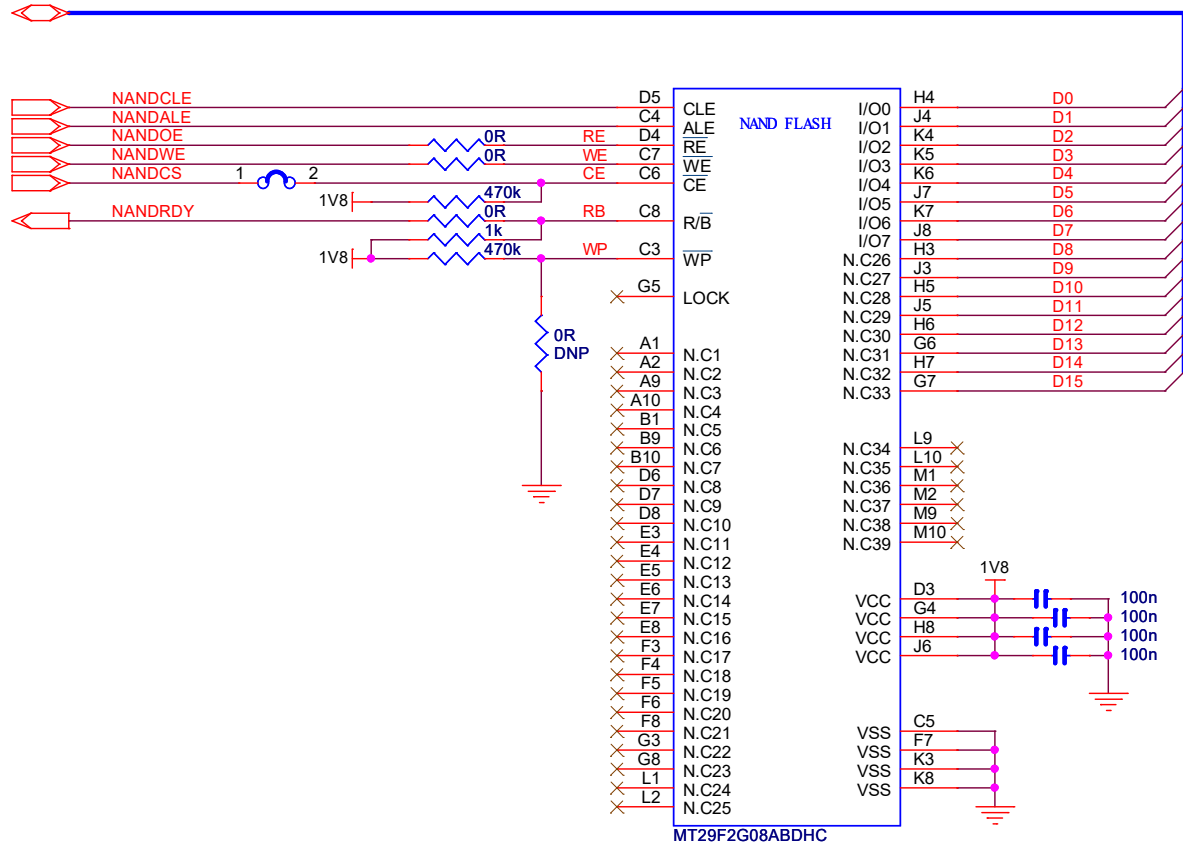 NANDCLE D5 CLE NAND FLASH I/O0 H4 D0
NANDALE C4 ALE I/O1 J4 D1
NANDOE 0R RE D4 RE I/O2 K4 D2
NANDWE 0R WE C7 WE I/O3 K5 D3
NANDCS 1 2 CE C6 CE I/O4 K6 D4
1V8 470k I/O5 J7 D5
NANDRDY 0R RB C8 R/B I/O6 K7 D6
1k I/O7 J8 D7
1V8 470k WP C3 WP N.C26 H3 D8
N.C27 J3 D9
G5 LOCK N.C28 H5 D10
N.C29 J5 D11
0R N.C30 H6 D12
DNP N.C31 G6 D13
A1 N.C1 N.C32 H7 D14
A2 N.C2 N.C33 G7 D15
A9 N.C3
A10 N.C4
B1 N.C5
B9 N.C6 N.C34 L9
B10 N.C7 N.C35 L10
D6 N.C8 N.C36 M1
D7 N.C9 N.C37 M2
D8 N.C10 N.C38 M9
E3 N.C11 N.C39 M10
E4 N.C12
E5 N.C13 1V8
E6 N.C14 VCC D3 100n
E7 N.C15 VCC G4 100n
E8 N.C16 VCC H8 100n
F3 N.C17 VCC J6 100n
F4 N.C18
F5 N.C19
F6 N.C20
F8 N.C21 VSS C5
G3 N.C22 VSS F7
G8 N.C23 VSS K3
L1 N.C24 VSS K8
L2 N.C25
MT29F2G08ABDHC